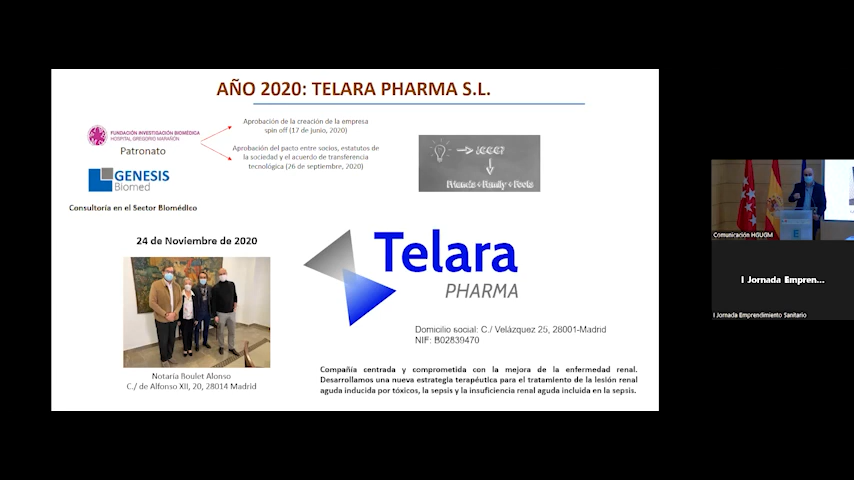 AÑO 2020: TELARA PHARMA S.L.
FUNDACIÓN INVESTIGACIÓN BIOMÉDICA
HOSPITAL GREGORIO MARAÑÓN
Patronato
Aprobación de la creación de la empresa
spin off (17 de junio, 2020)
Aprobación del pacto entre socios, estatutos de
la sociedad y el acuerdo de transferencia
tecnológica (26 de septiembre, 2020)
GENESIS
Biomed
Consultoría en el Sector Biomédico
¿€€€?
Friends + Family + Fools
24 de Noviembre de 2020
Notaría Boulet Alonso
C./ de Alfonso XII, 20, 28014 Madrid
Telara
PHARMA
Domicilio social: C./ Velázquez 25, 28001-Madrid
NIF: B02839470
Compañía centrada y comprometida con la mejora de la enfermedad renal.
Desarrollamos una nueva estrategia terapéutica para el tratamiento de la lesión renal
aguda inducida por tóxicos, la sepsis y la insuficiencia renal aguda incluida en la sepsis.
Comunicación HGUGM
I Jornada Empren...
I Jornada Emprendimiento Sanitario